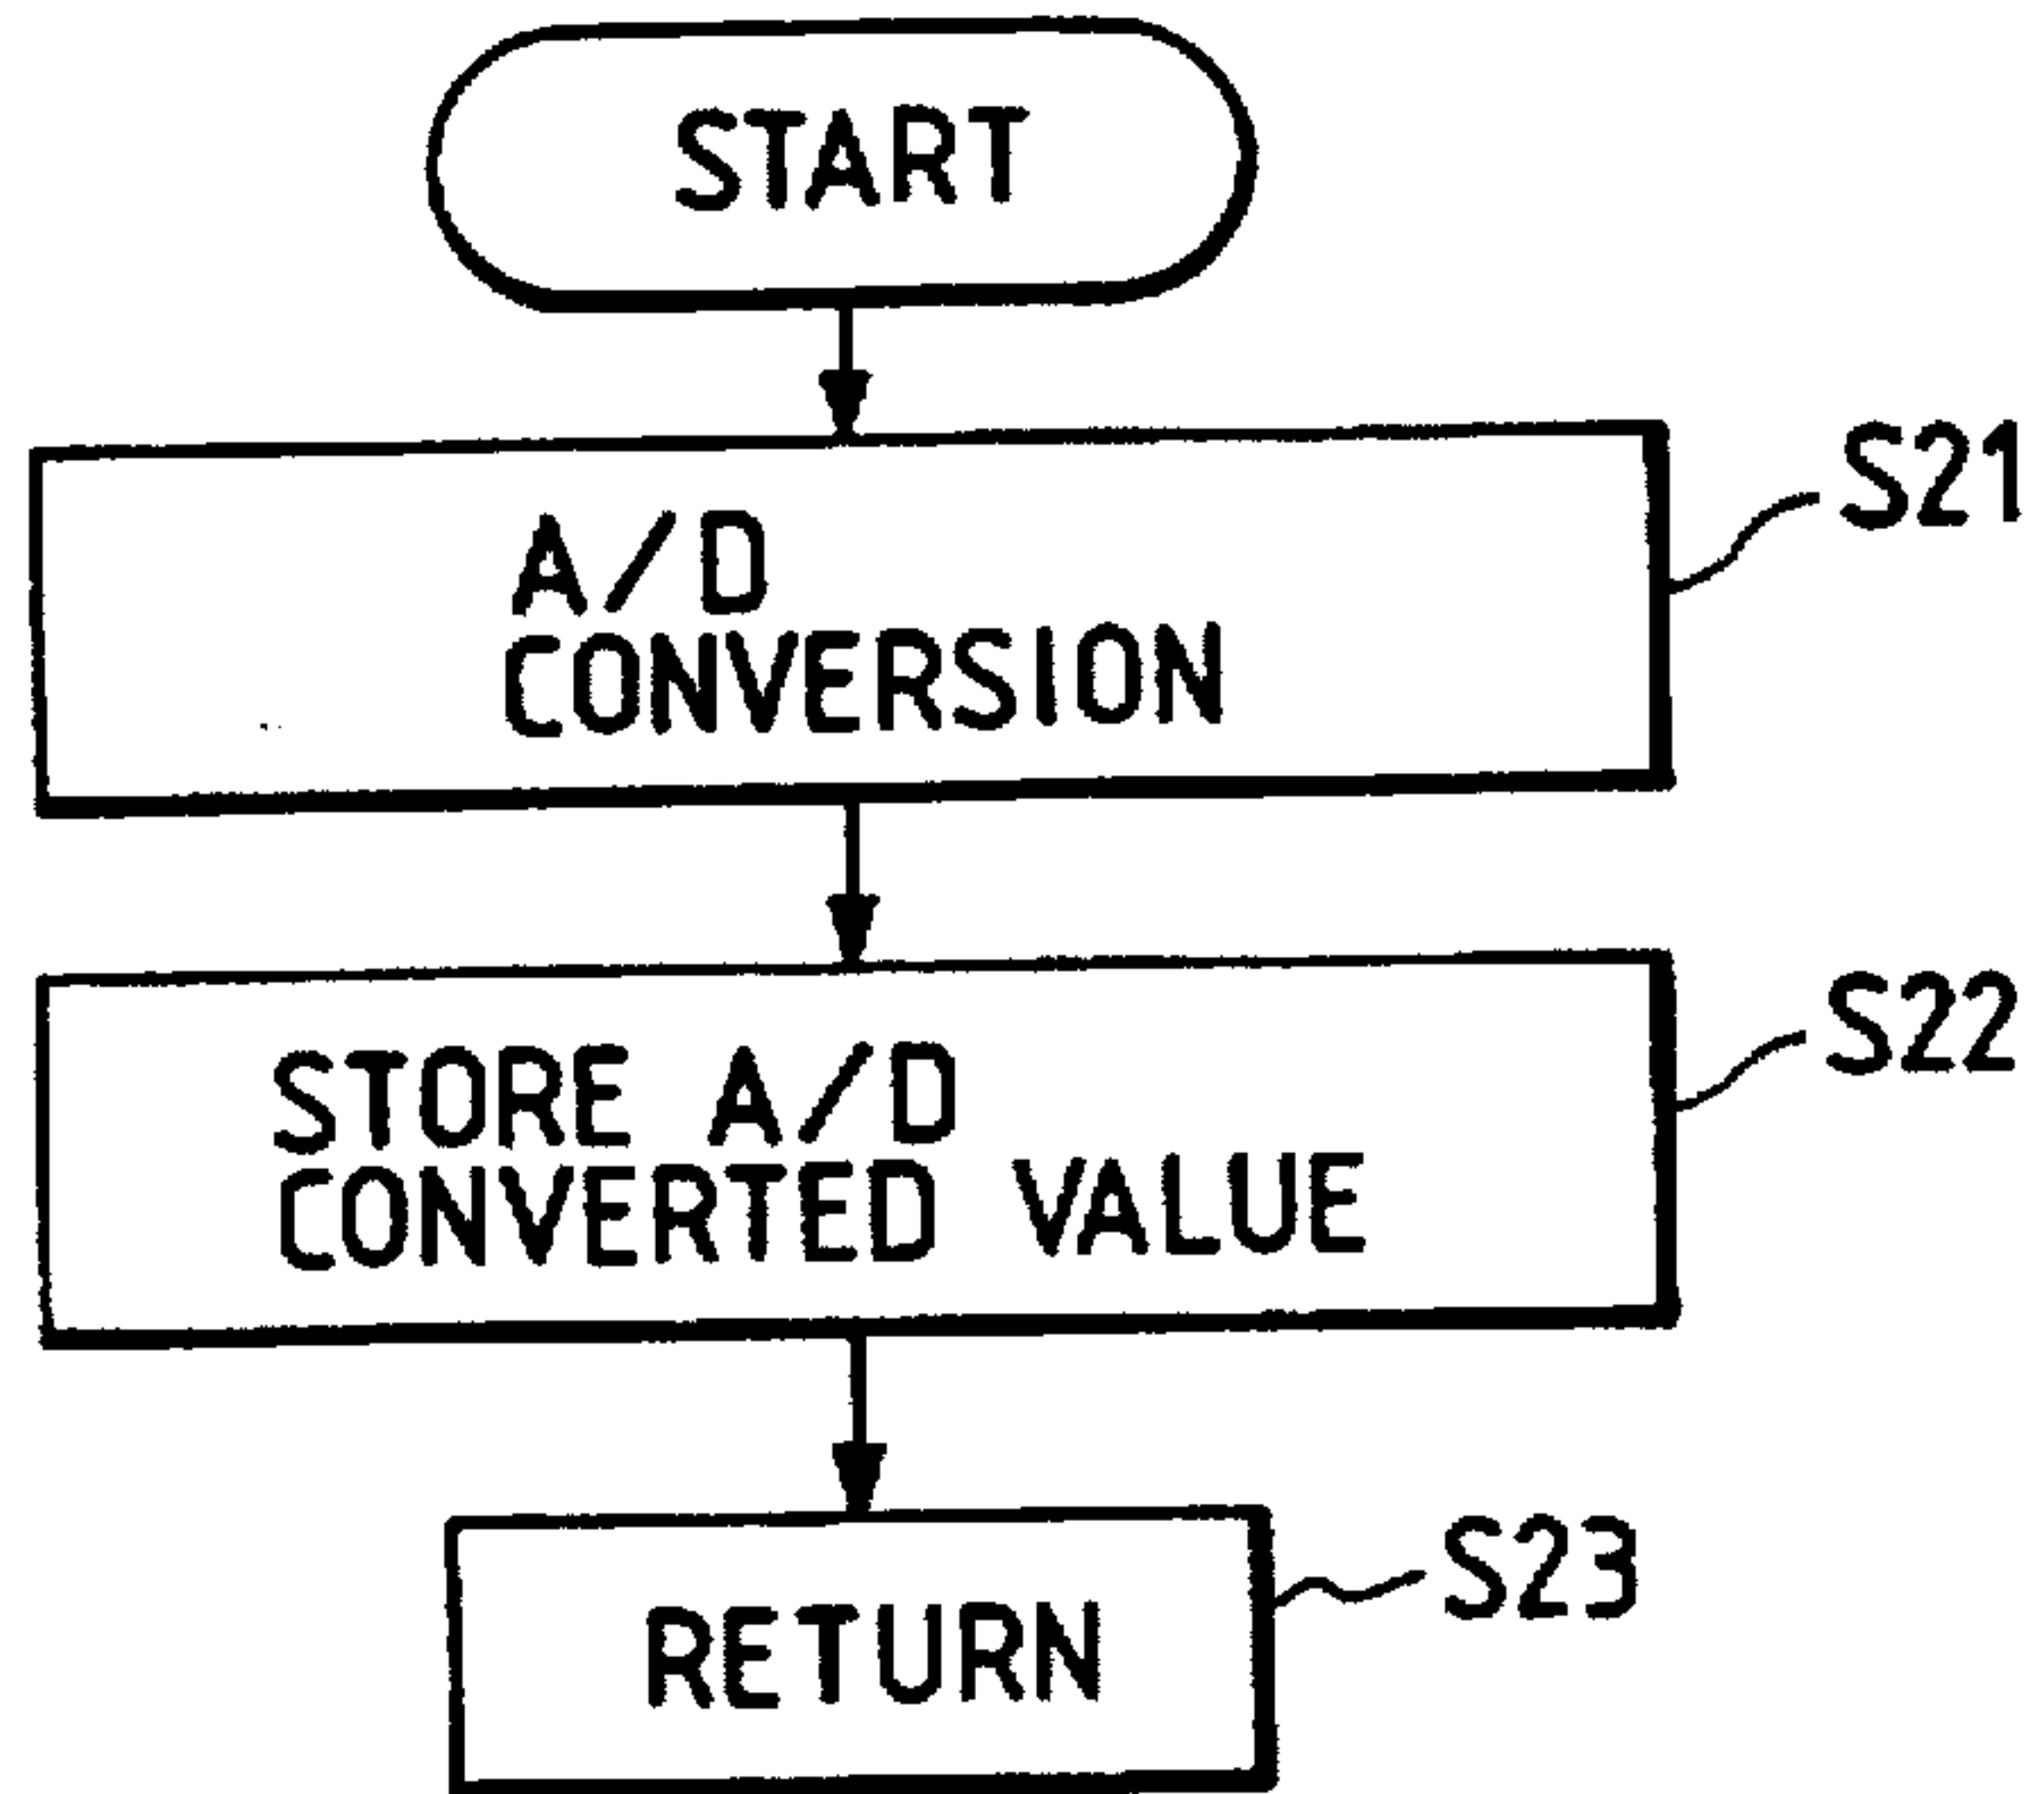 START
S21
A/D
CONVERSION
S22
STORE A/D
CONVERTED VALUE
S23
RETURN